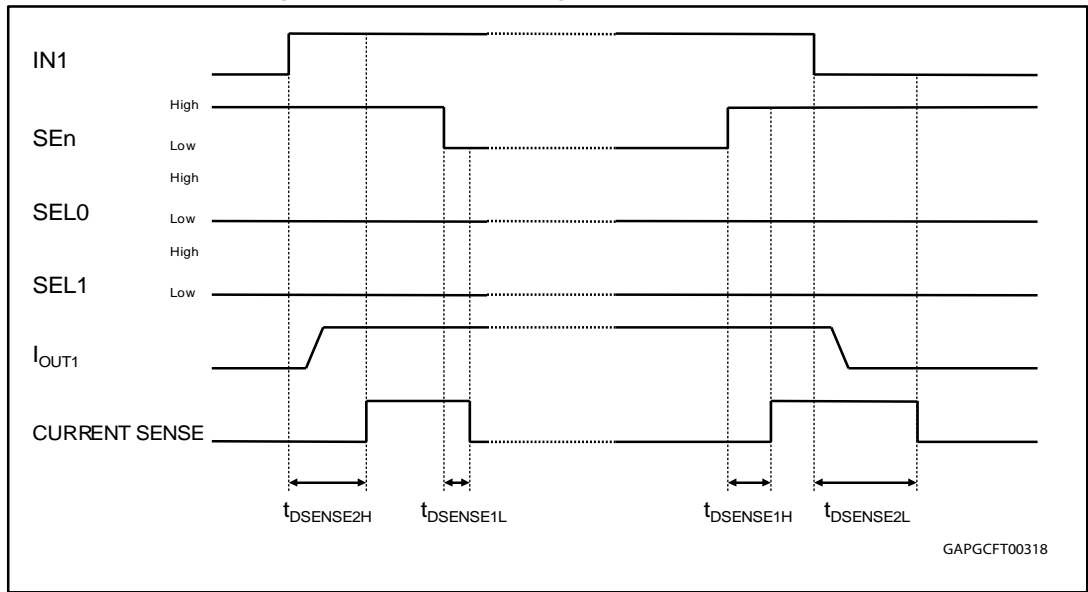 IN1
High
SEn
Low
High
SEL0
Low
High
SEL1
Low
IOUT1
CURRENT SENSE
tDSENSE2H
tDSENSE1L
tDSENSE1H
tDSENSE2L
GAPGCFT00318